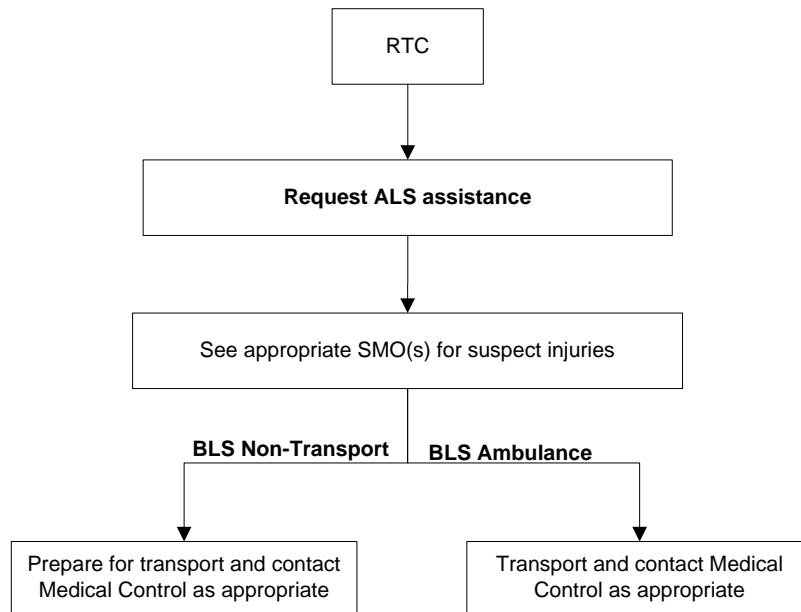 RTC
Request ALS assistance
See appropriate SMO(s) for suspect injuries
BLS Non-Transport
BLS Ambulance
Prepare for transport and contact
Medical Control as appropriate
Transport and contact Medical
Control as appropriate